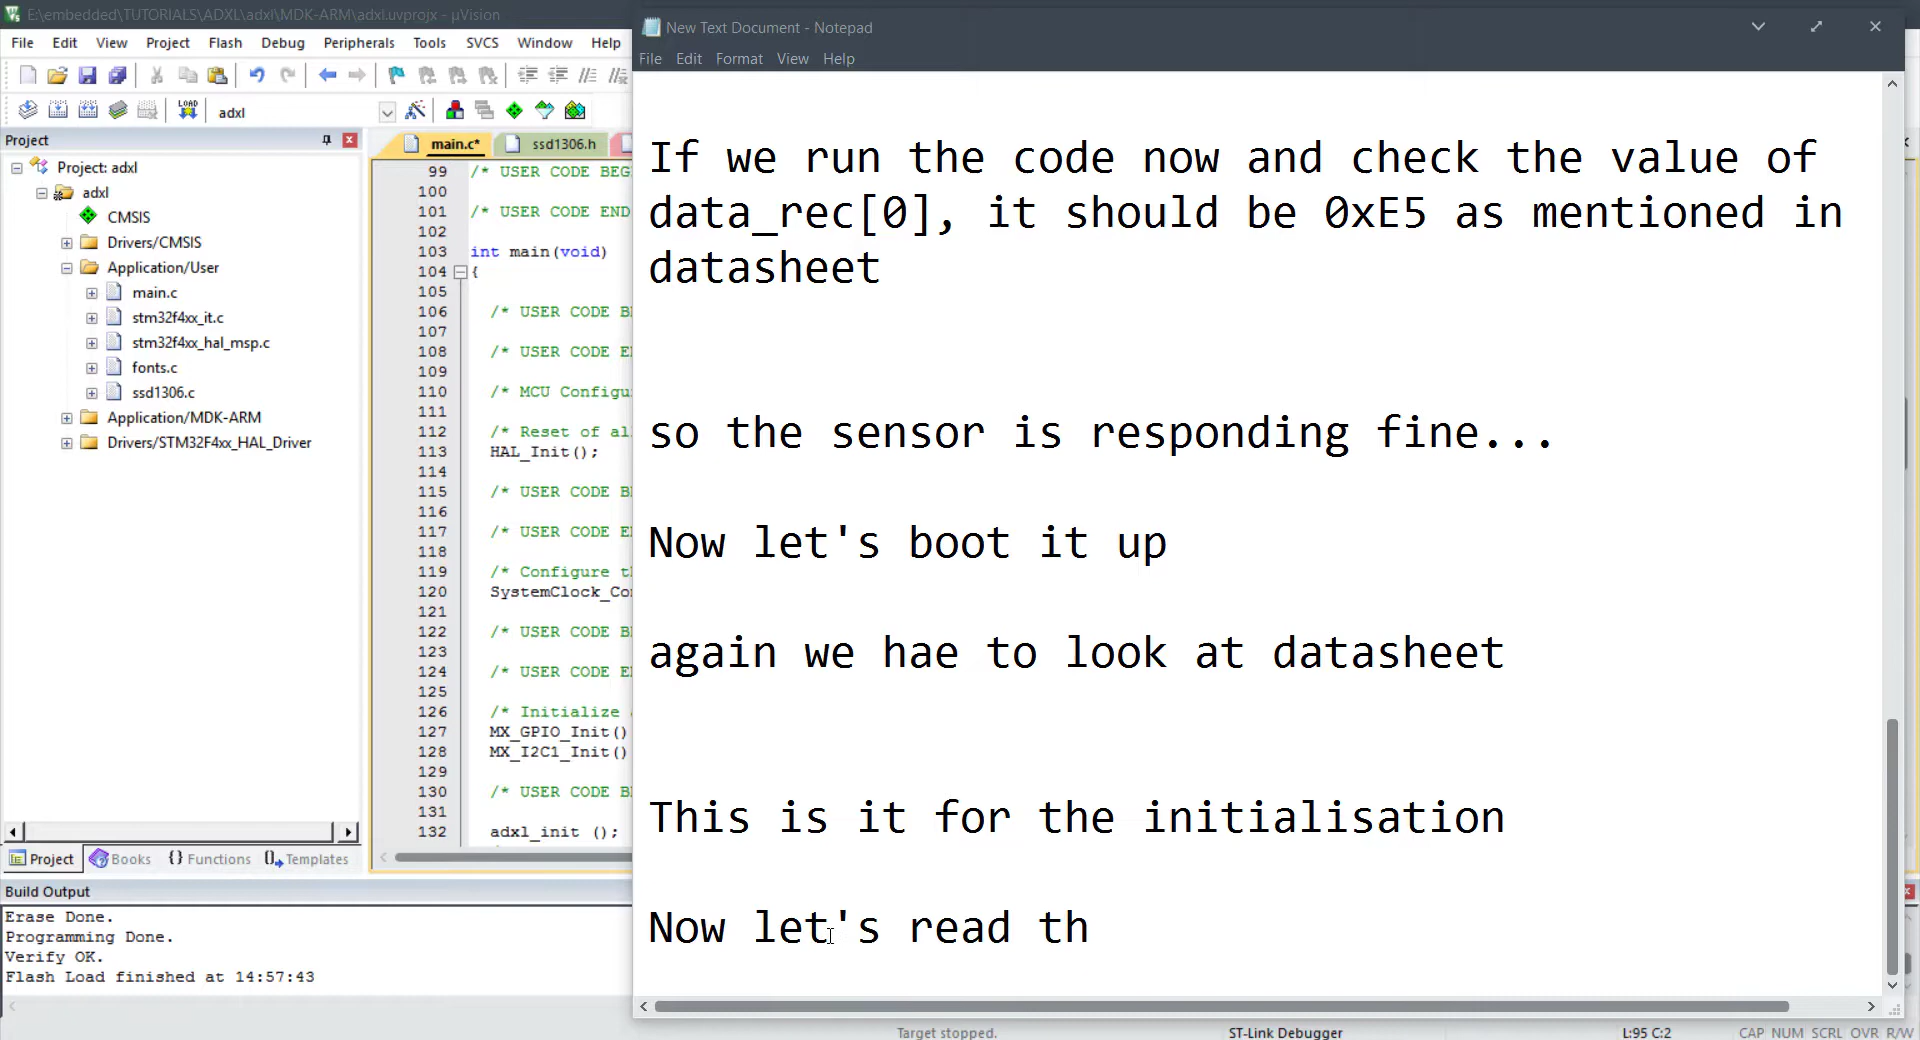 E:\embedded\TUTORIALS\ADXL\adxl\MDK-ARM\adxl.uvprojx - µVision
File Edit View Project Flash Debug Peripherals Tools SVCS Window Help
LOAD
adxl
Project
Project: adxl
adxl
CMSIS
Drivers/CMSIS
Application/User
main.c
stm32f4xx_it.c
stm32f4xx_hal_msp.c
fonts.c
ssd1306.c
Application/MDK-ARM
Drivers/STM32F4xx_HAL_Driver
Project Books Functions Templates
main.c* ssd1306.h
99 /* USER CODE BEG
100
101 /* USER CODE END
102
103 int main(void)
104 {
105
106 /* USER CODE B
107
108 /* USER CODE E
109
110 /* MCU Configu
111
112 /* Reset of al
113 HAL_Init();
114
115 /* USER CODE B
116
117 /* USER CODE E
118
119 /* Configure t
120 SystemClock_Co
121
122 /* USER CODE B
123
124 /* USER CODE E
125
126 /* Initialize
127 MX_GPIO_Init()
128 MX_I2C1_Init()
129
130 /* USER CODE B
131
132 adxl_init ();
Build Output
Erase Done.
Programming Done.
Verify OK.
Flash Load finished at 14:57:43
New Text Document - Notepad
File Edit Format View Help
If we run the code now and check the value of
data_rec[0], it should be 0xE5 as mentioned in
datasheet
so the sensor is responding fine...
Now let's boot it up
again we hae to look at datasheet
This is it for the initialisation
Now let's read th
Target stopped. ST-Link Debugger L:95 C:2 CAP NUM SCRL OVR R/W